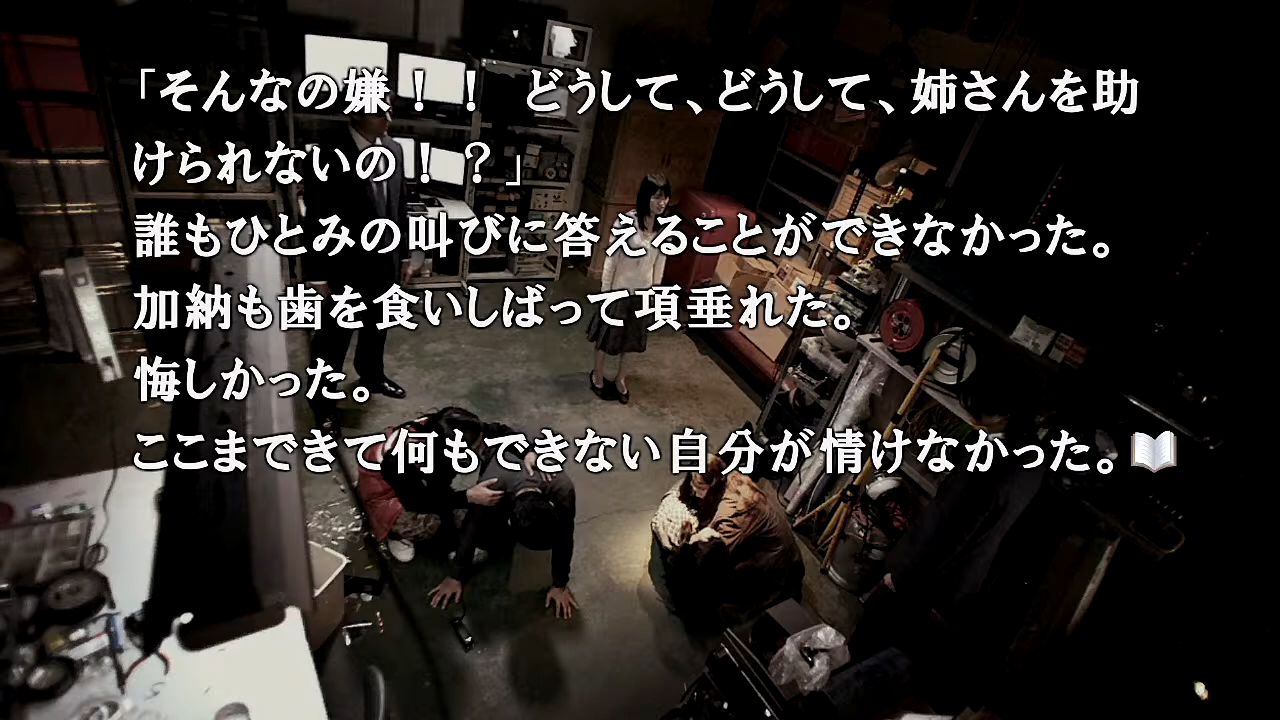 「そんなの嫌！！　どうして、どうして、姉さんを助
けられないの！？」
誰もひとみの叫びに答えることができなかった。
加納も歯を食いしばって項垂れた。
悔しかった。
ここまできて何もできない自分が情けなかった。